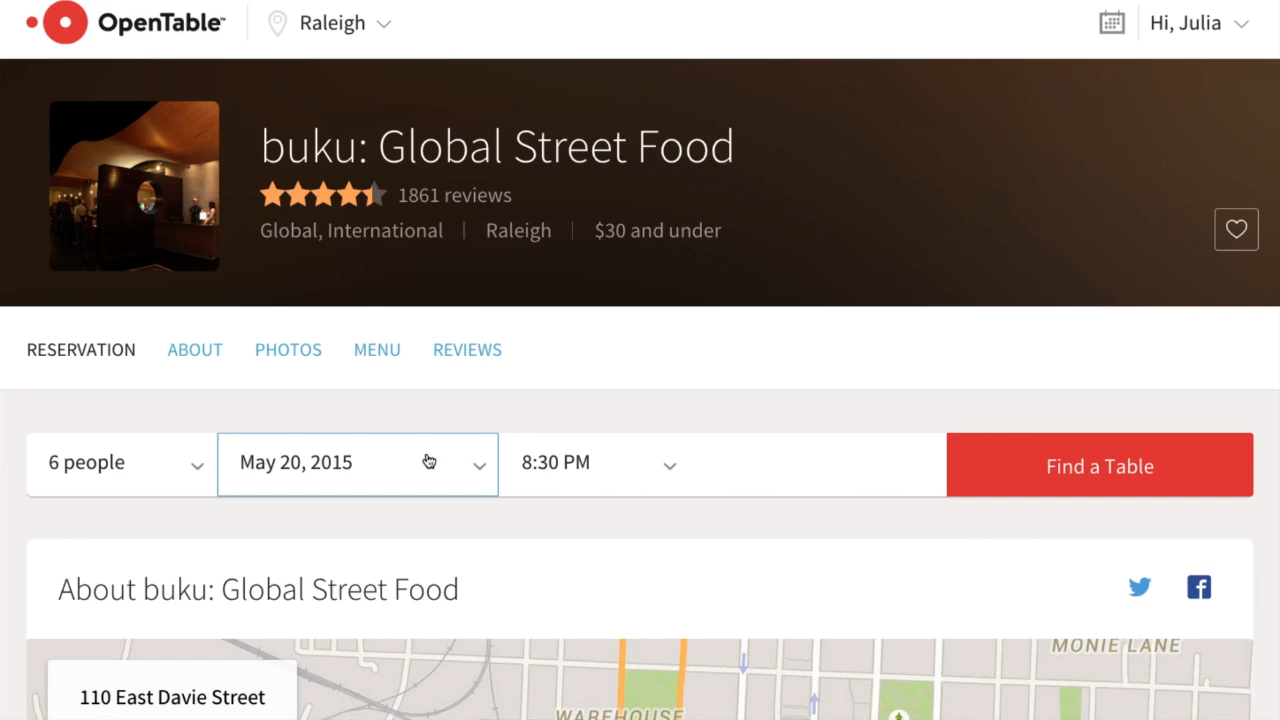 OpenTable™ Raleigh Hi, Julia
buku: Global Street Food
1861 reviews
Global, International | Raleigh | $30 and under
RESERVATION ABOUT PHOTOS MENU REVIEWS
6 people May 20, 2015 8:30 PM Find a Table
About buku: Global Street Food
MONIE LANE
110 East Davie Street
WAREHOUSE